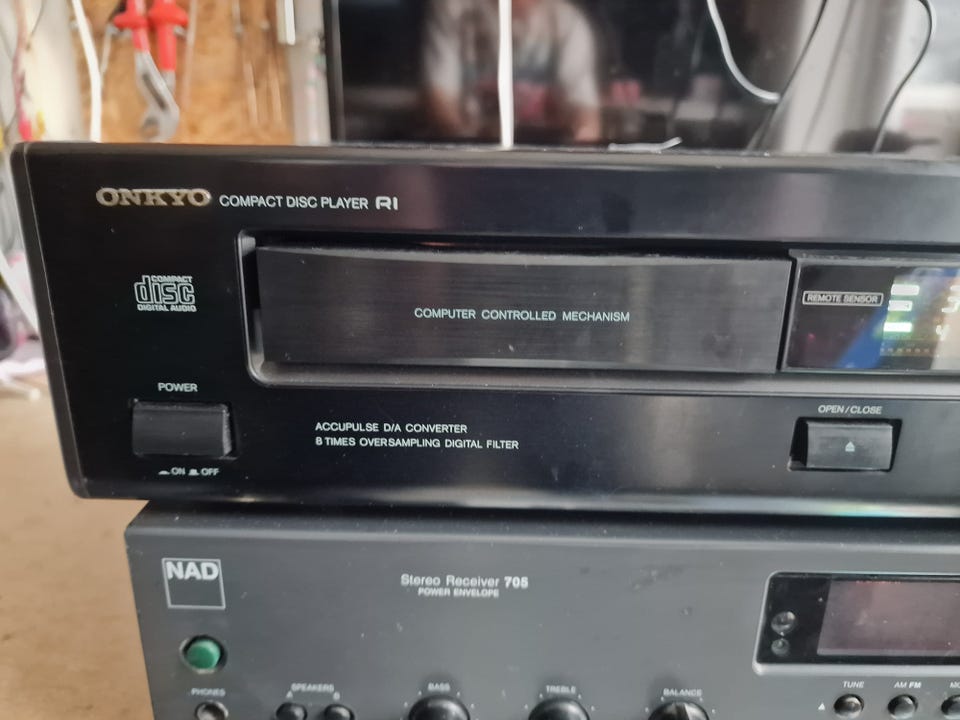 ONKYO COMPACT DISC PLAYER RI
COMPACT
disc
DIGITAL AUDIO
COMPUTER CONTROLLED MECHANISM
REMOTE SENSOR
POWER
ON OFF
ACCUPULSE D/A CONVERTER
8 TIMES OVERSAMPLING DIGITAL FILTER
OPEN/CLOSE
NAD
Stereo Receiver 705
POWER ENVELOPE
PHONES
SPEAKERS
A B
BASS
TREBLE
BALANCE
TUNE
AM FM